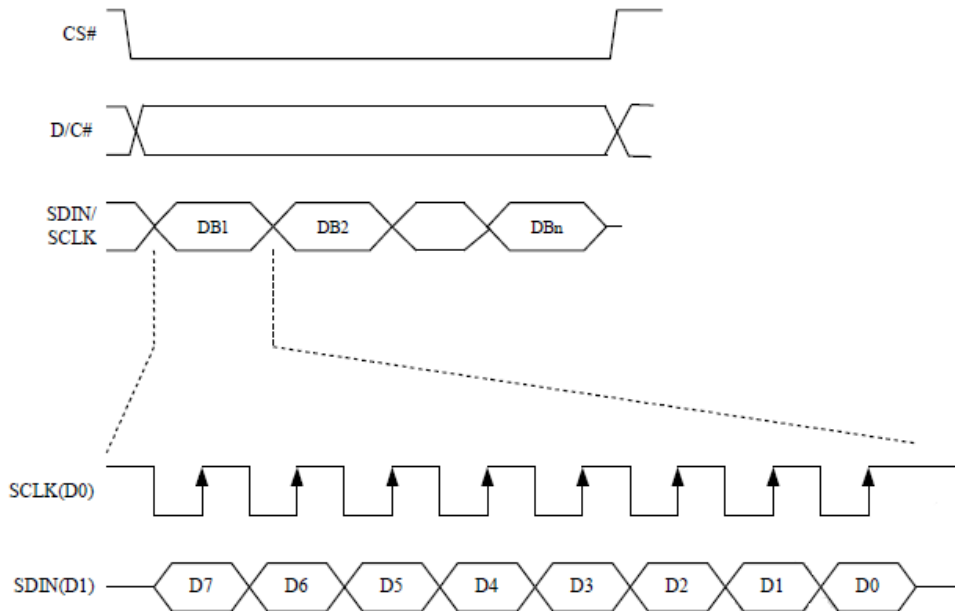 CS#
D/C#
SDIN/
SCLK
DB1 DB2 DBn
SCLK(D0)
SDIN(D1)
D7 D6 D5 D4 D3 D2 D1 D0